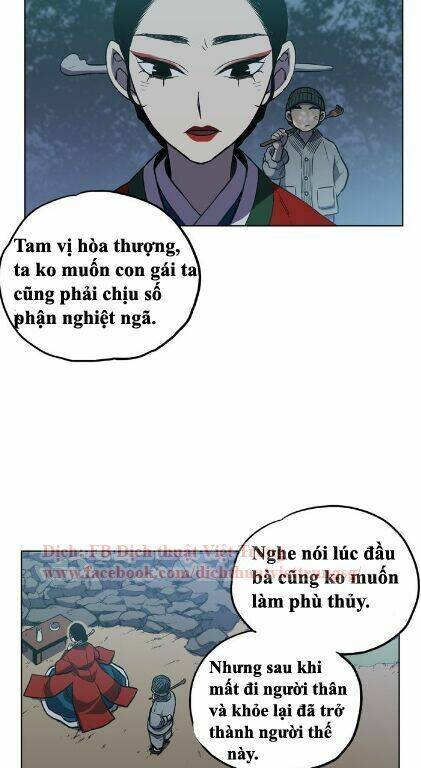 Tam vị hòa thượng,
ta ko muốn con gái ta
cũng phải chịu số
phận nghiệt ngã.
Dịch: FB Dịch thuật Việt Trung
www.facebook.com/dichthuatviettrungsg/
Nghe nói lúc đầu
bà cũng ko muốn
làm phù thủy.
Nhưng sau khi
mất đi người thân
và khỏe lại đã trở
thành người thế
này.